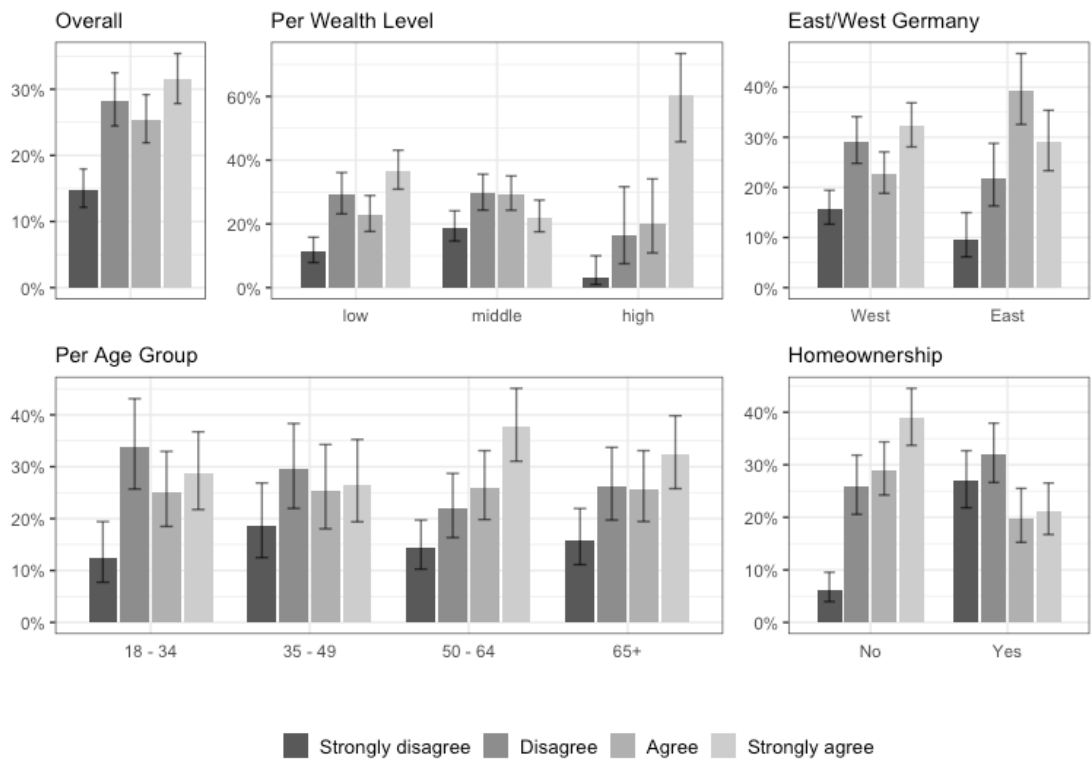 Overall
Per Wealth Level
East/West Germany
30%
20%
10%
0%
60%
40%
20%
0%
low middle high
40%
30%
20%
10%
0%
West East
Per Age Group
Homeownership
40%
30%
20%
10%
0%
18 - 34 35 - 49 50 - 64 65+
40%
30%
20%
10%
0%
No Yes
Strongly disagree Disagree Agree Strongly agree